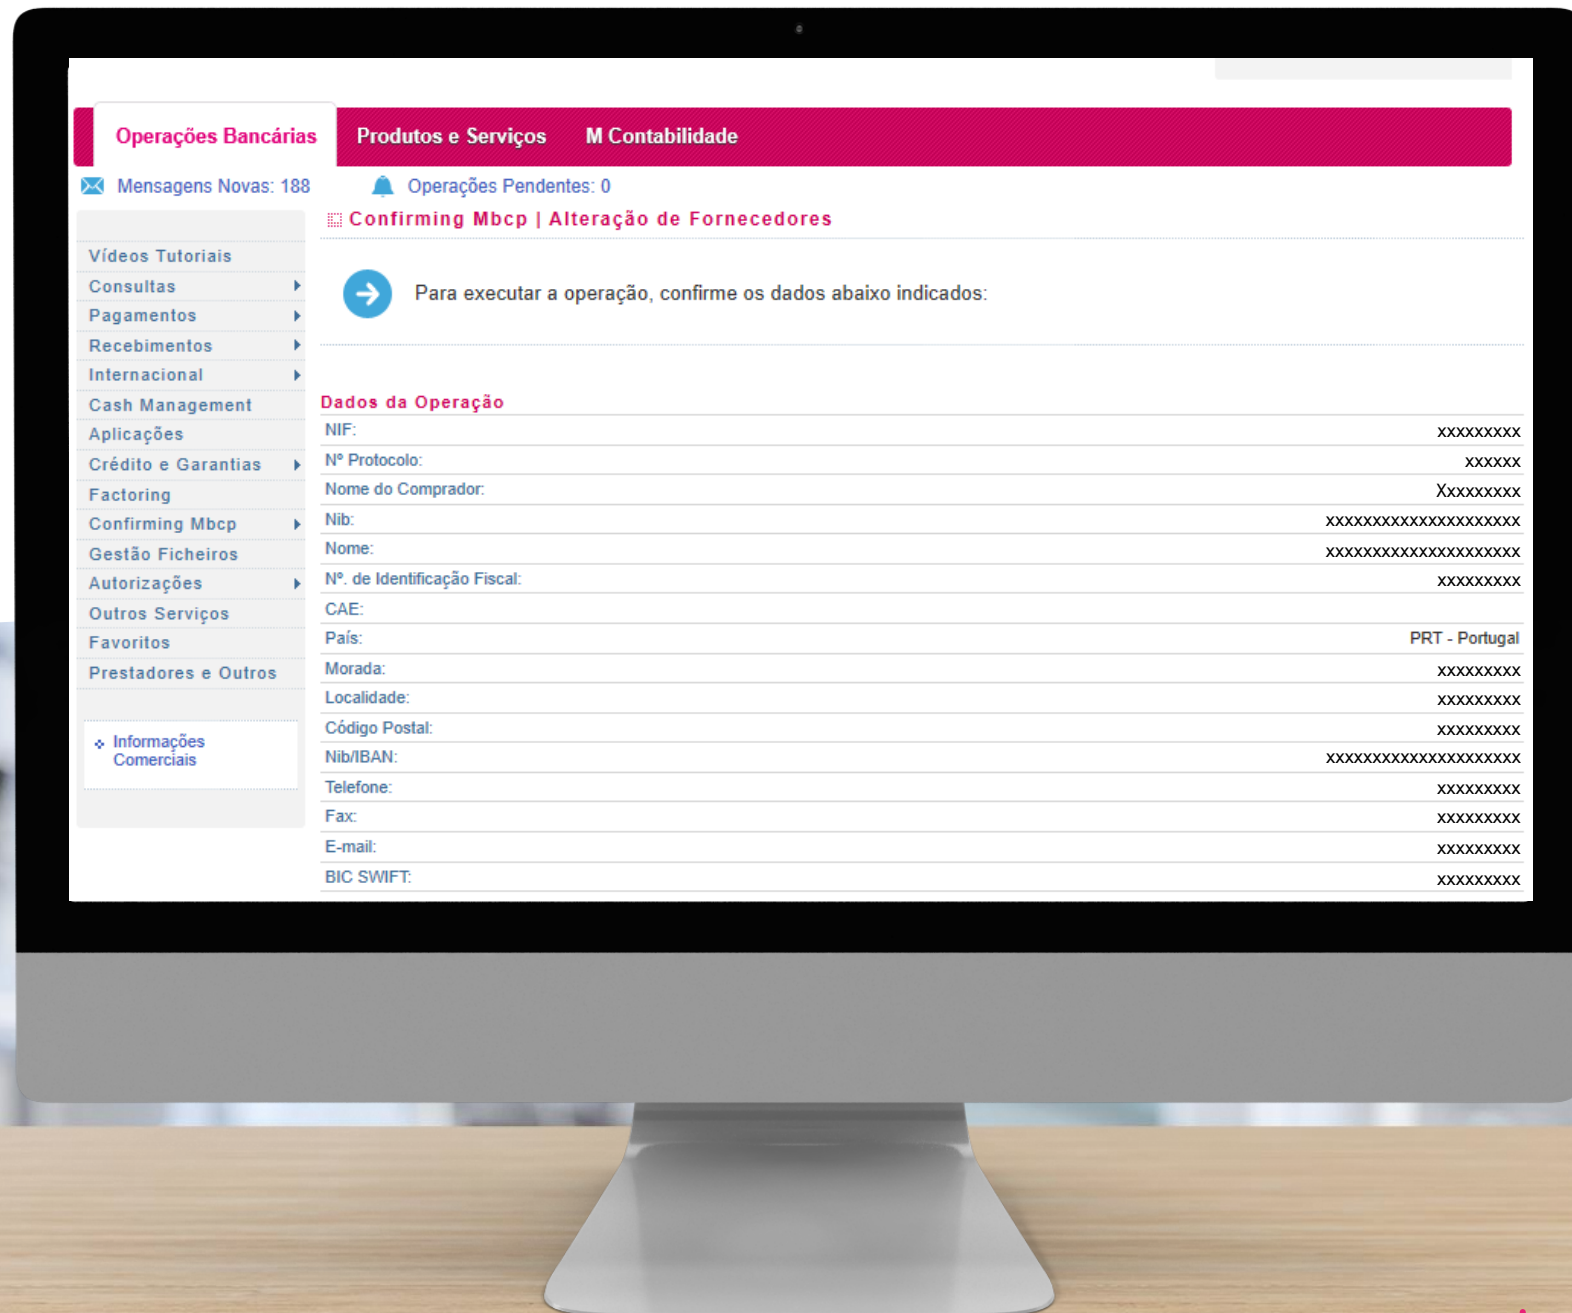 Operações Bancárias Produtos e Serviços M Contabilidade
Mensagens Novas: 188 Operações Pendentes: 0
Confirming Mbcp | Alteração de Fornecedores
Para executar a operação, confirme os dados abaixo indicados:
Vídeos Tutoriais
Consultas
Pagamentos
Recebimentos
Internacional
Cash Management
Aplicações
Crédito e Garantias
Factoring
Confirming Mbcp
Gestão Ficheiros
Autorizações
Outros Serviços
Favoritos
Prestadores e Outros
Informações
Comerciais
Dados da Operação
NIF: xxxxxxxxx
Nº Protocolo: xxxxxx
Nome do Comprador: Xxxxxxxxx
Nib: xxxxxxxxxxxxxxxxxxxxx
Nome: xxxxxxxxxxxxxxxxxxxxx
Nº. de Identificação Fiscal: xxxxxxxxx
CAE:
País: PRT - Portugal
Morada: xxxxxxxxx
Localidade: xxxxxxxxx
Código Postal: xxxxxxxxx
Nib/IBAN: xxxxxxxxxxxxxxxxxxxxx
Telefone: xxxxxxxxx
Fax: xxxxxxxxx
E-mail: xxxxxxxxx
BIC SWIFT: xxxxxxxxx